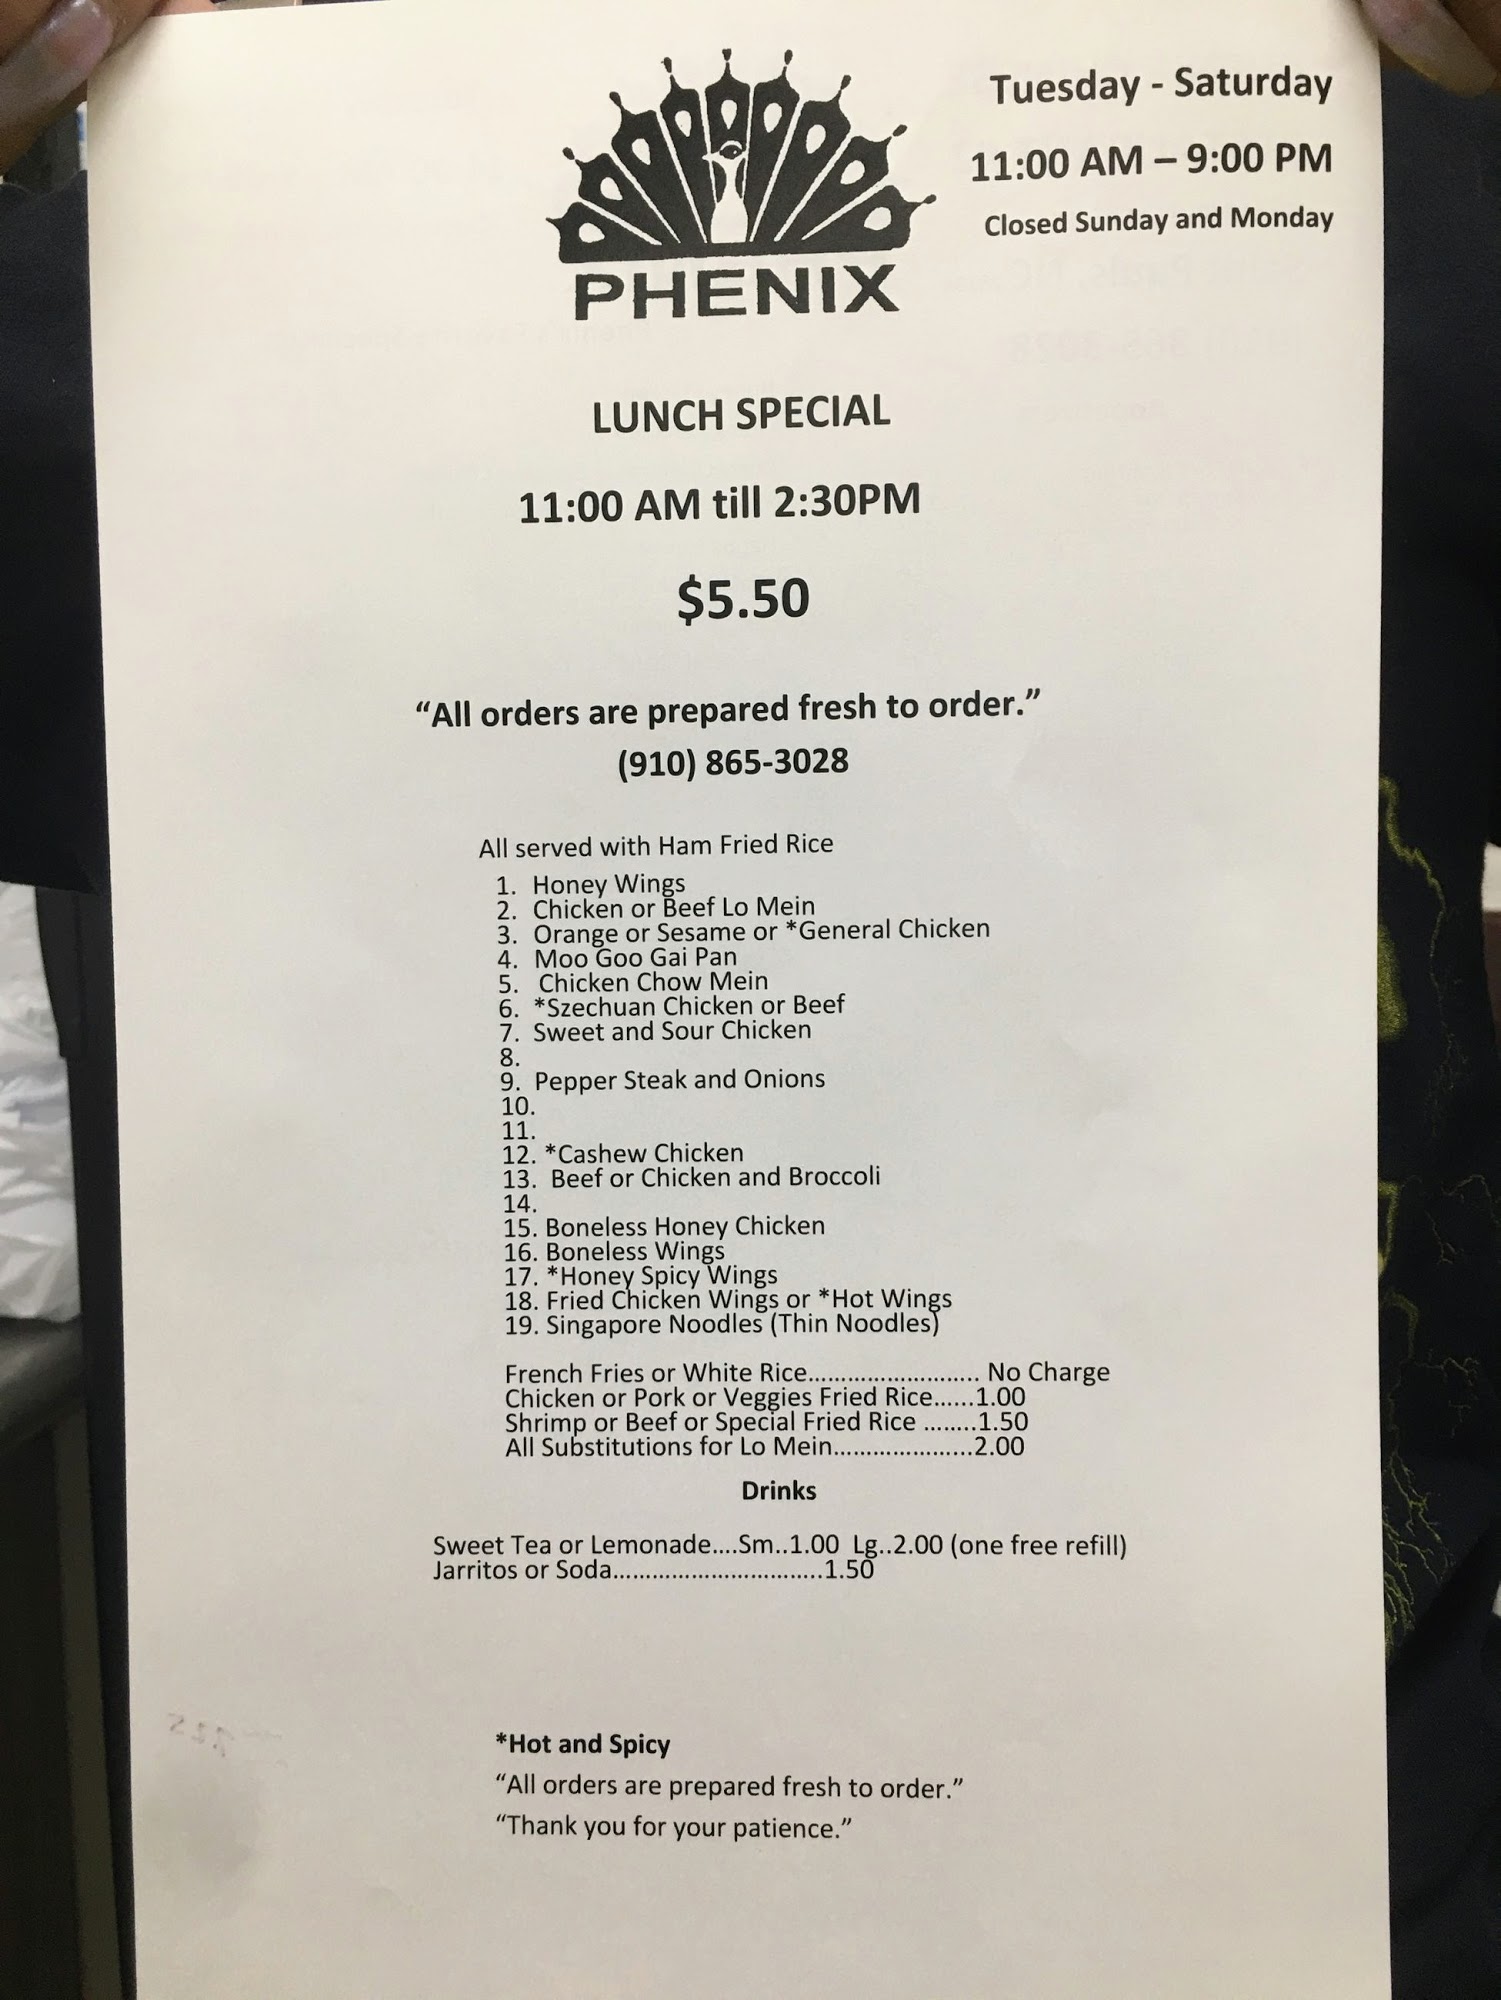 Tuesday - Saturday
11:00 AM – 9:00 PM
Closed Sunday and Monday
PHENIX
LUNCH SPECIAL
11:00 AM till 2:30PM
$5.50
“All orders are prepared fresh to order.”
(910) 865-3028
All served with Ham Fried Rice
1. Honey Wings
2. Chicken or Beef Lo Mein
3. Orange or Sesame or *General Chicken
4. Moo Goo Gai Pan
5. Chicken Chow Mein
6. *Szechuan Chicken or Beef
7. Sweet and Sour Chicken
8.
9. Pepper Steak and Onions
10.
11.
12. *Cashew Chicken
13. Beef or Chicken and Broccoli
14.
15. Boneless Honey Chicken
16. Boneless Wings
17. *Honey Spicy Wings
18. Fried Chicken Wings or *Hot Wings
19. Singapore Noodles (Thin Noodles)
French Fries or White Rice.......................... No Charge
Chicken or Pork or Veggies Fried Rice......1.00
Shrimp or Beef or Special Fried Rice ........1.50
All Substitutions for Lo Mein.....................2.00
Drinks
Sweet Tea or Lemonade....Sm..1.00 Lg..2.00 (one free refill)
Jarritos or Soda................................1.50
*Hot and Spicy
“All orders are prepared fresh to order.”
“Thank you for your patience.”